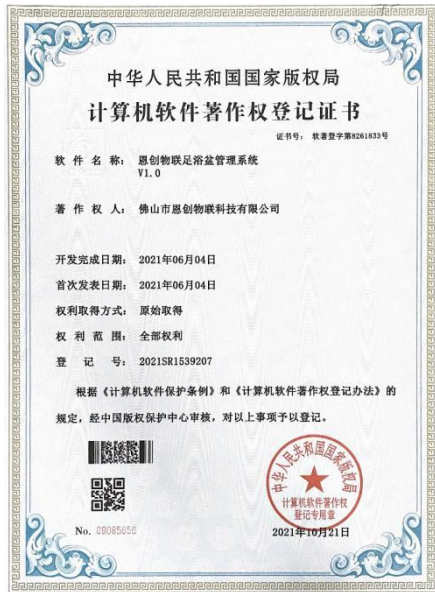 中华人民共和国国家版权局
计算机软件著作权登记证书
证书号： 软著登字第8261833号
软件名称： 恩创物联足浴盆管理系统
V1.0
著作权人： 佛山市恩创物联科技有限公司
开发完成日期： 2021年06月04日
首次发表日期： 2021年06月04日
权利取得方式： 原始取得
权利范围： 全部权利
登记号： 2021SR1539207
根据《计算机软件保护条例》和《计算机软件著作权登记办法》的
规定，经中国版权保护中心审核，对以上事项予以登记。
中华人民共和国国家版权局
计算机软件著作权
登记专用章
No. 09085656
2021年10月21日